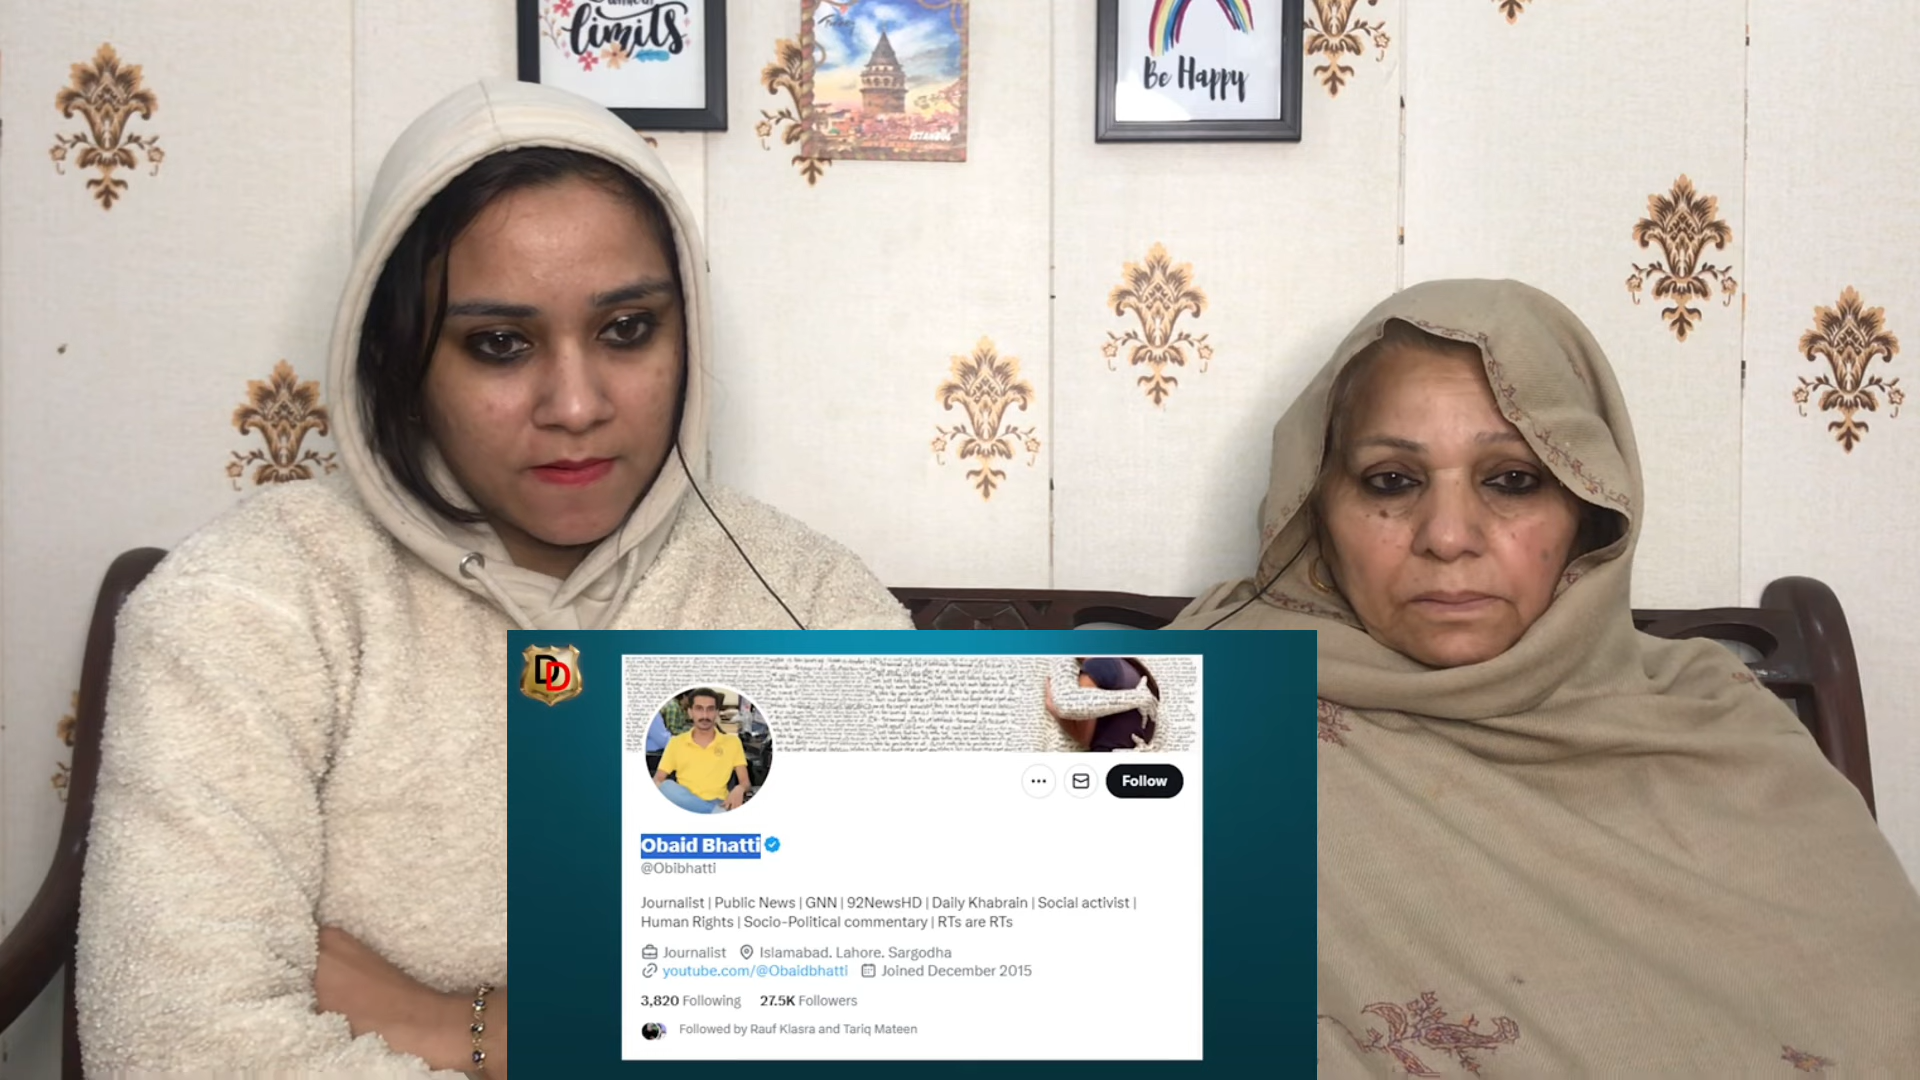 limits
ISTANBUL
Be Happy
DD
Obaid Bhatti
@Obibhatti
Follow
Journalist | Public News | GNN | 92NewsHD | Daily Khabrain | Social activist |
Human Rights | Socio-Political commentary | RTs are RTs
Journalist Islamabad, Lahore, Sargodha
youtube.com/@Obaidbhatti Joined December 2015
3,820 Following 27.5K Followers
Followed by Rauf Klasra and Tariq Mateen